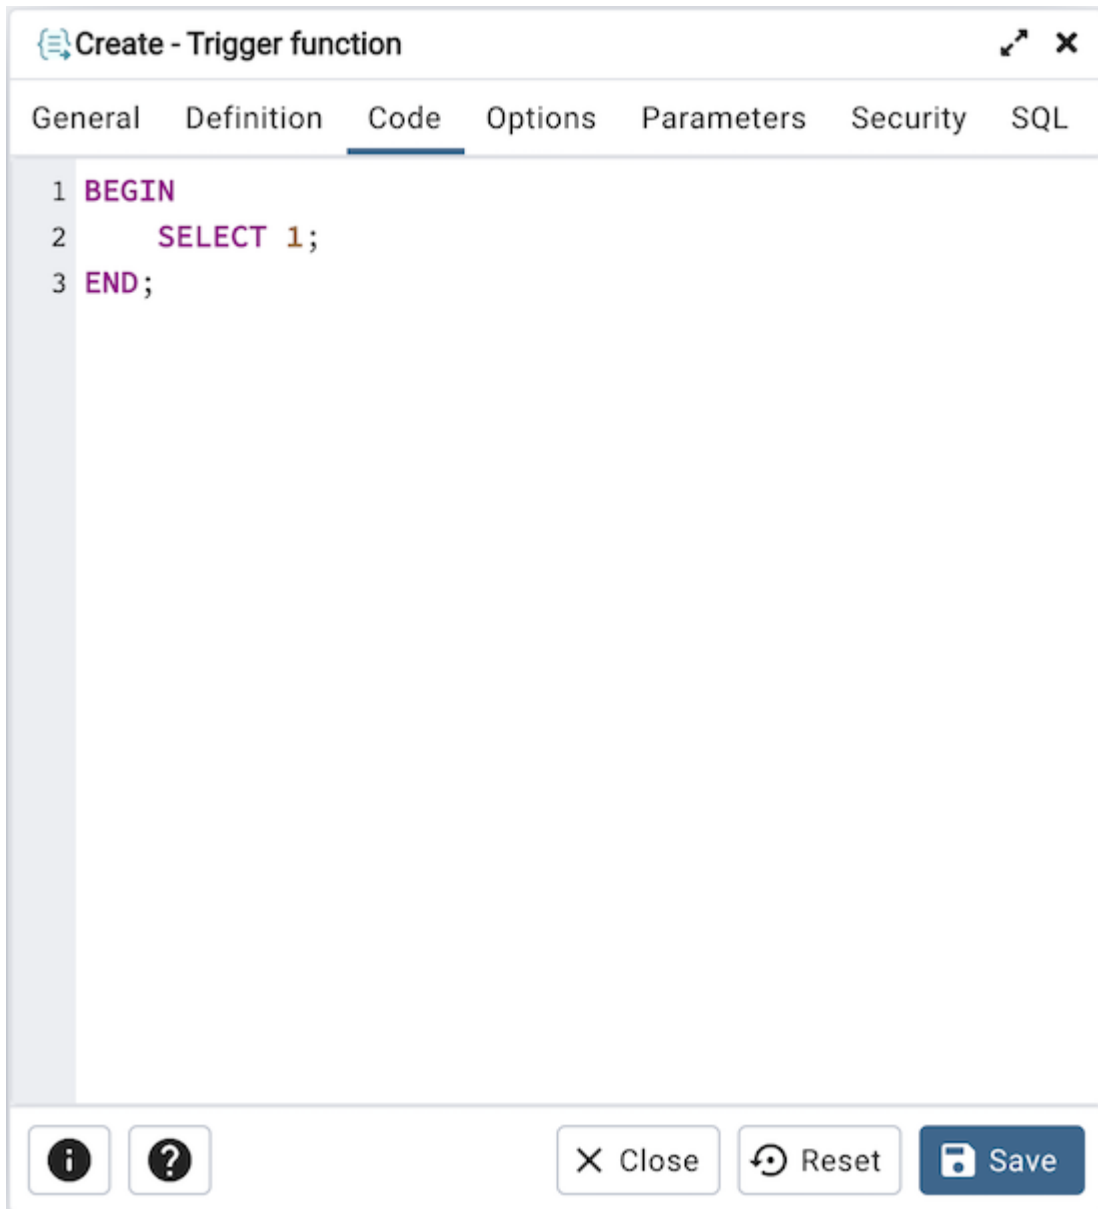 Create - Trigger function
General Definition Code Options Parameters Security SQL
1 BEGIN
2     SELECT 1;
3 END;
Close Reset Save